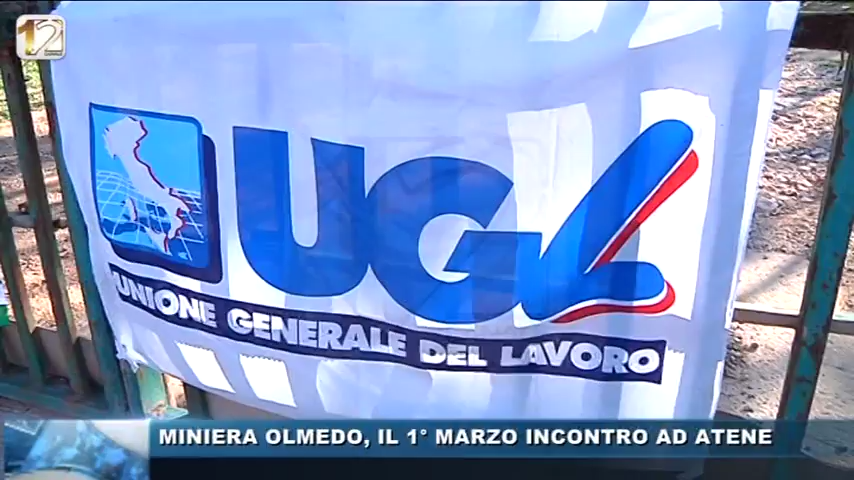 12
UGL
UNIONE GENERALE DEL LAVORO
MINIERA OLMEDO, IL 1° MARZO INCONTRO AD ATENE